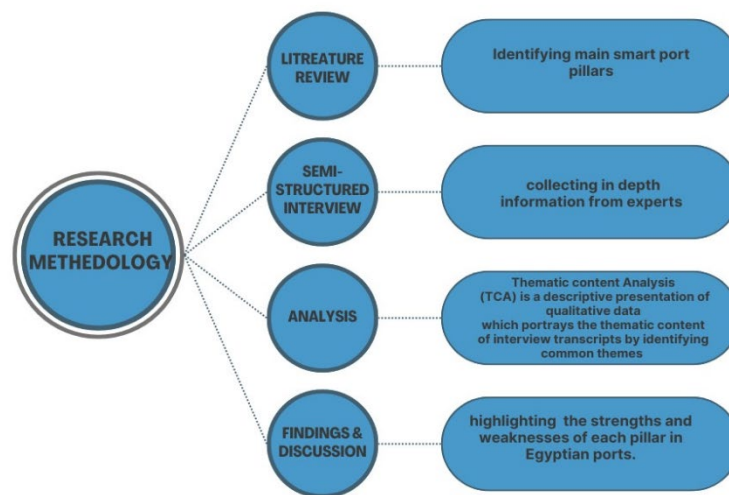 RESEARCH
METHEDOLOGY
LITREATURE
REVIEW
Identifying main smart port
pillars
SEMI-
STRUCTURED
INTERVIEW
collecting in depth
information from experts
ANALYSIS
Thematic content Analysis
(TCA) is a descriptive presentation of
qualitative data
which portrays the thematic content
of interview transcripts by identifying
common themes
FINDINGS &
DISCUSSION
highlighting the strengths and
weaknesses of each pillar in
Egyptian ports.